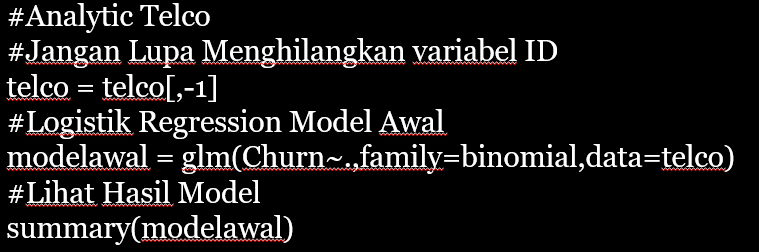 #Analytic Telco
#Jangan Lupa Menghilangkan variabel ID
telco = telco[,-1]
#Logistik Regression Model Awal
modelawal = glm(Churn~.,family=binomial,data=telco)
#Lihat Hasil Model
summary(modelawal)